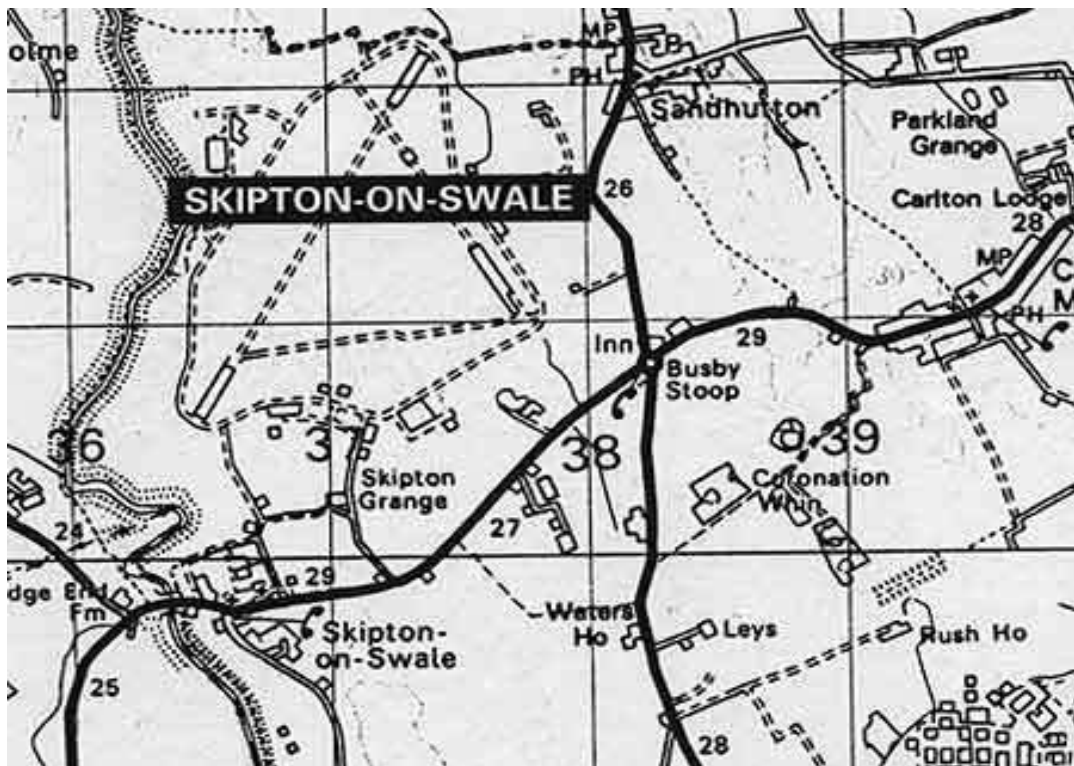 olme
MP
PH
Sandhutton
Parkland
Grange
SKIPTON-ON-SWALE
26
Carlton Lodge
28
MP
C
M
PH
29
Inn
Busby
Stoop
36
3
38
39
Skipton
Grange
Coronation
Whin
24
27
29
dge End
Fm
Skipton-
on-Swale
Waters
Ho
Leys
Rush Ho
25
28